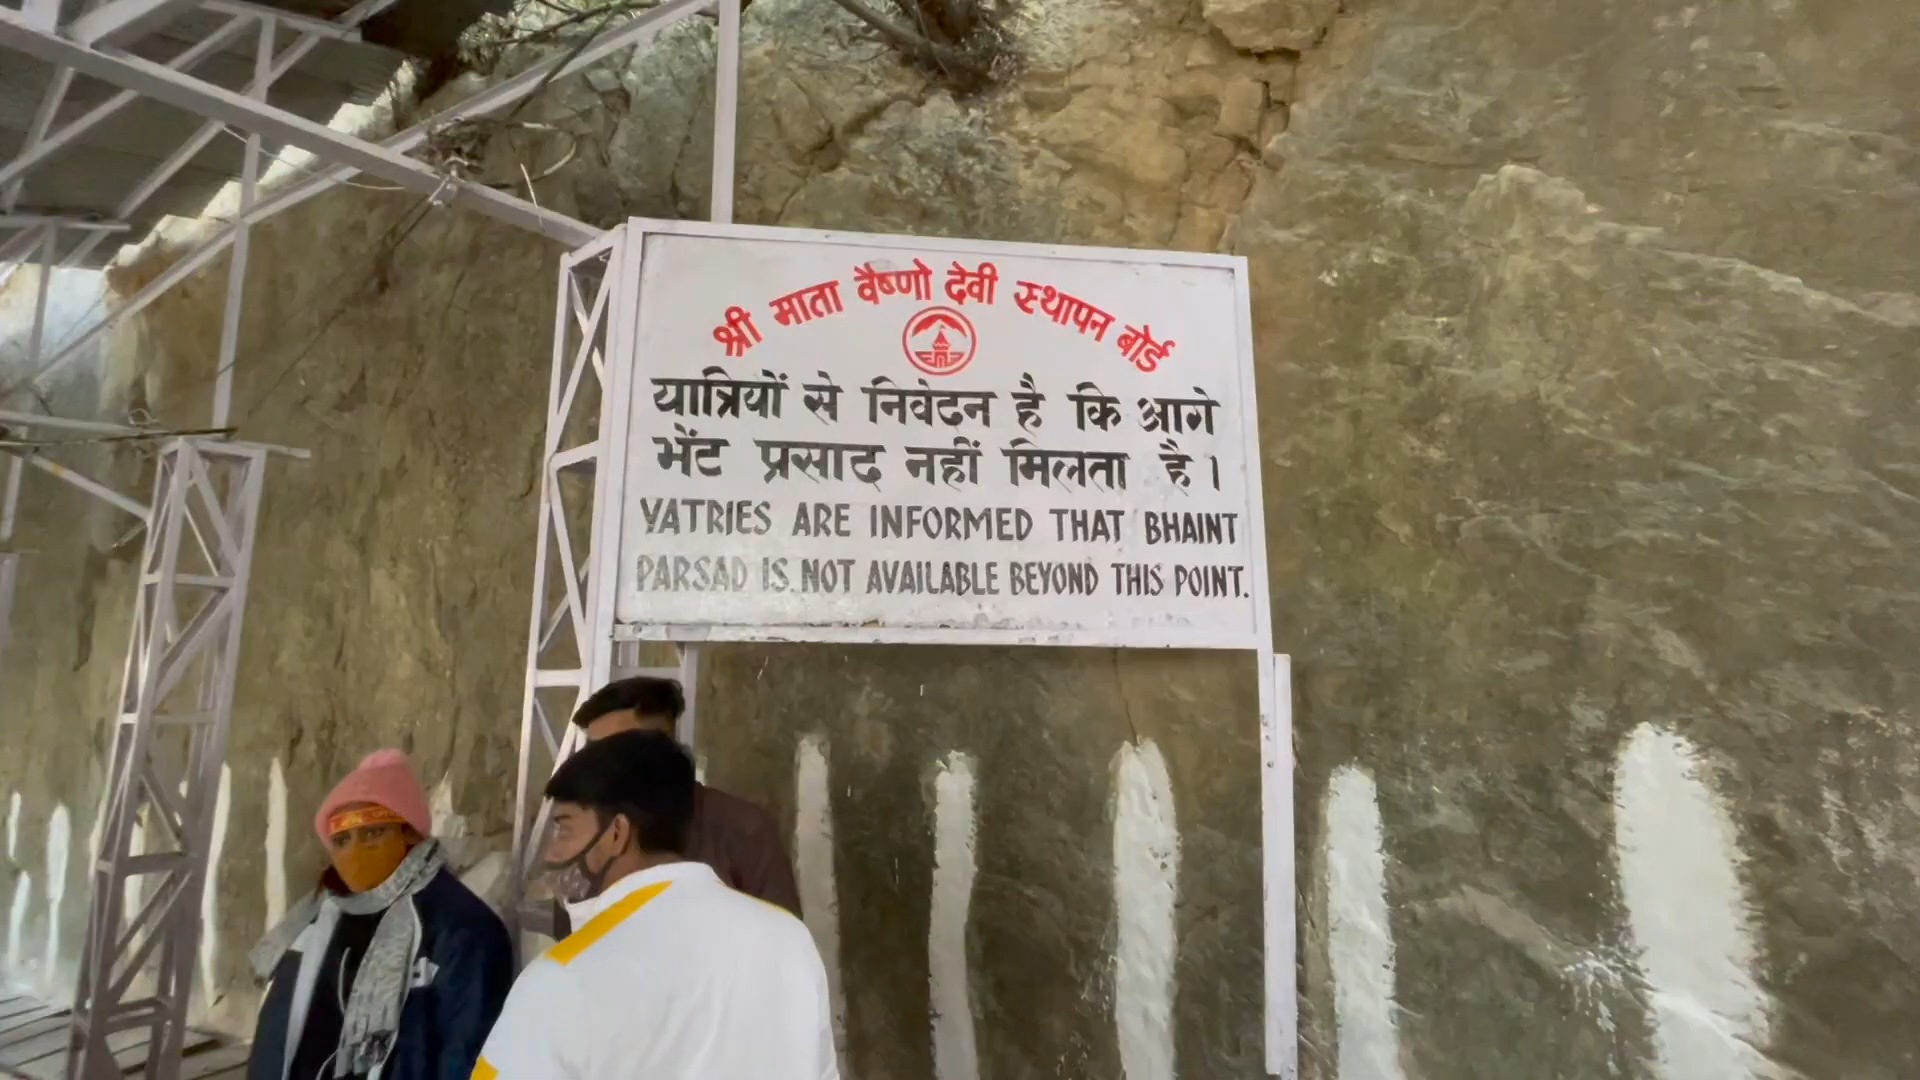 श्री माता वैष्णो देवी स्थापन बोर्ड
यात्रियों से निवेदन है कि आगे
भेंट प्रसाद नहीं मिलता है।
YATRIES ARE INFORMED THAT BHAINT
PARSAD IS NOT AVAILABLE BEYOND THIS POINT.